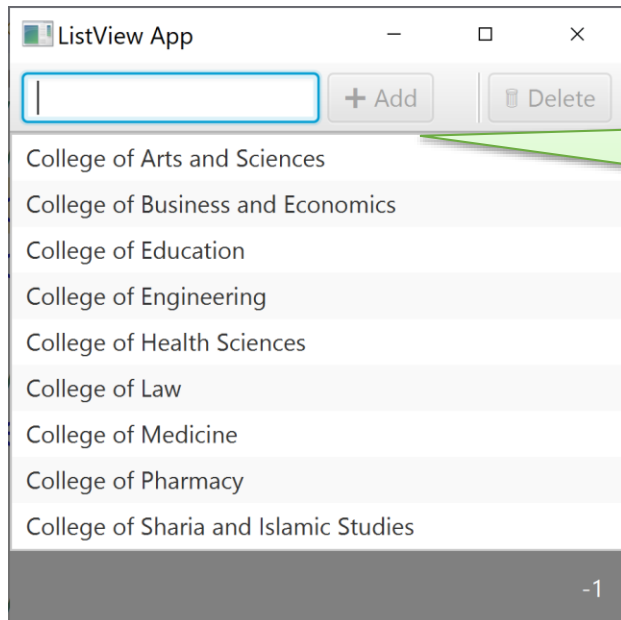 ListView App
Add Delete
College of Arts and Sciences
College of Business and Economics
College of Education
College of Engineering
College of Health Sciences
College of Law
College of Medicine
College of Pharmacy
College of Sharia and Islamic Studies
-1